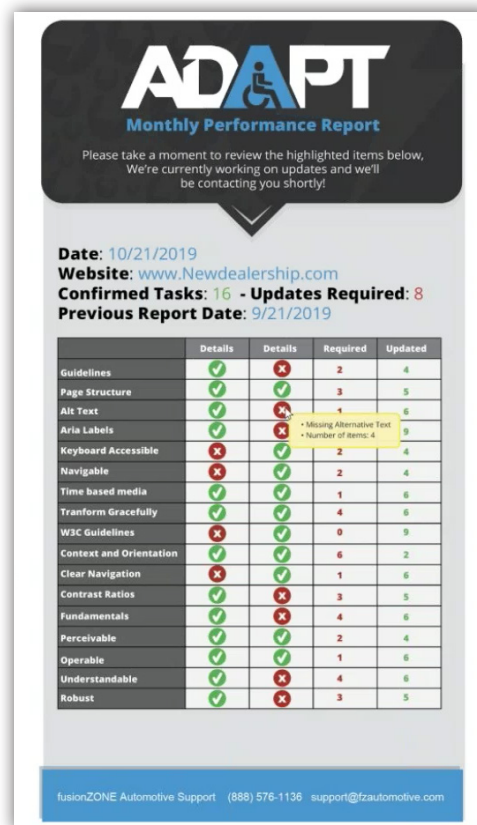 ADAPT
Monthly Performance Report
Please take a moment to review the highlighted items below,
We're currently working on updates and we'll
be contacting you shortly!
Date: 10/21/2019
Website: www.Newdealership.com
Confirmed Tasks: 16 - Updates Required: 8
Previous Report Date: 9/21/2019
Details Details Required Updated
Guidelines 2 4
Page Structure 3 5
Alt Text 6
• Missing Alternative Text
• Number of items: 4
Aria Labels 9
Keyboard Accessible 2 4
Navigable 2 4
Time based media 1 6
Tranform Gracefully 4 6
W3C Guidelines 0 9
Context and Orientation 6 2
Clear Navigation 1 6
Contrast Ratios 3 5
Fundamentals 4 6
Perceivable 2 4
Operable 1 6
Understandable 4 6
Robust 3 5
fusionZONE Automotive Support (888) 576-1136 support@fzautomotive.com